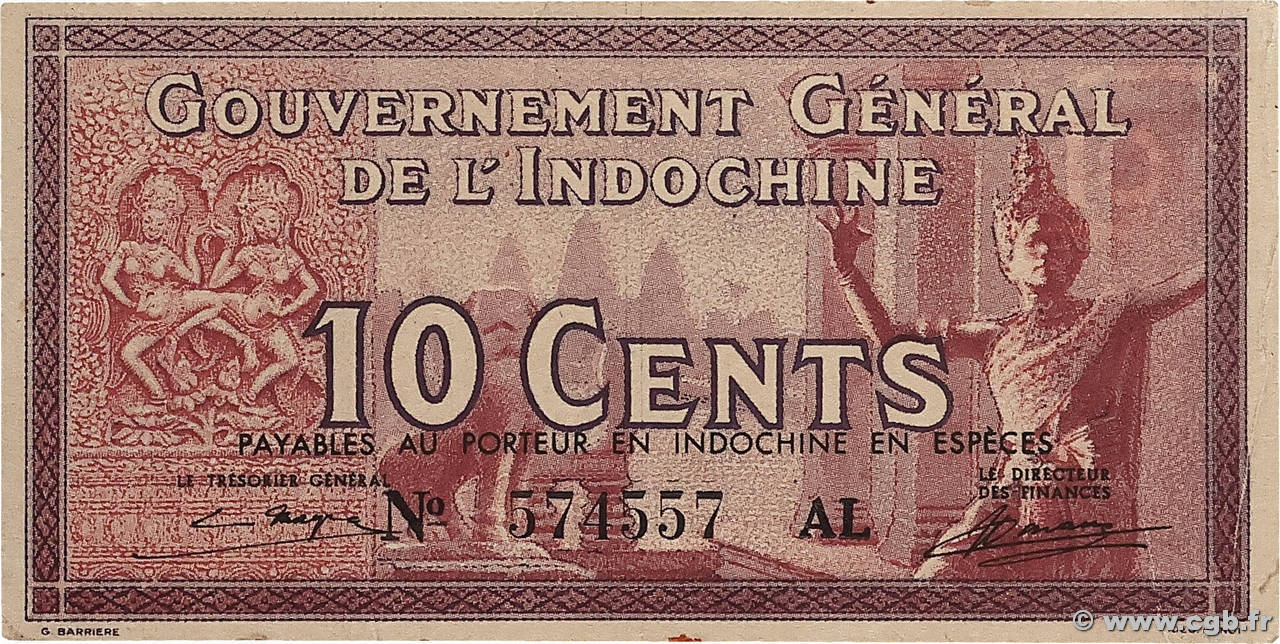 GOUVERNEMENT GÉNÉRAL
DE L'INDOCHINE
10 CENTS
PAYABLES AU PORTEUR EN INDOCHINE EN ESPÈCES
LE TRÉSORIER GÉNÉRAL
LE DIRECTEUR
DES FINANCES
No 574557 AL
G. BARRIERE
© www.cgb.fr